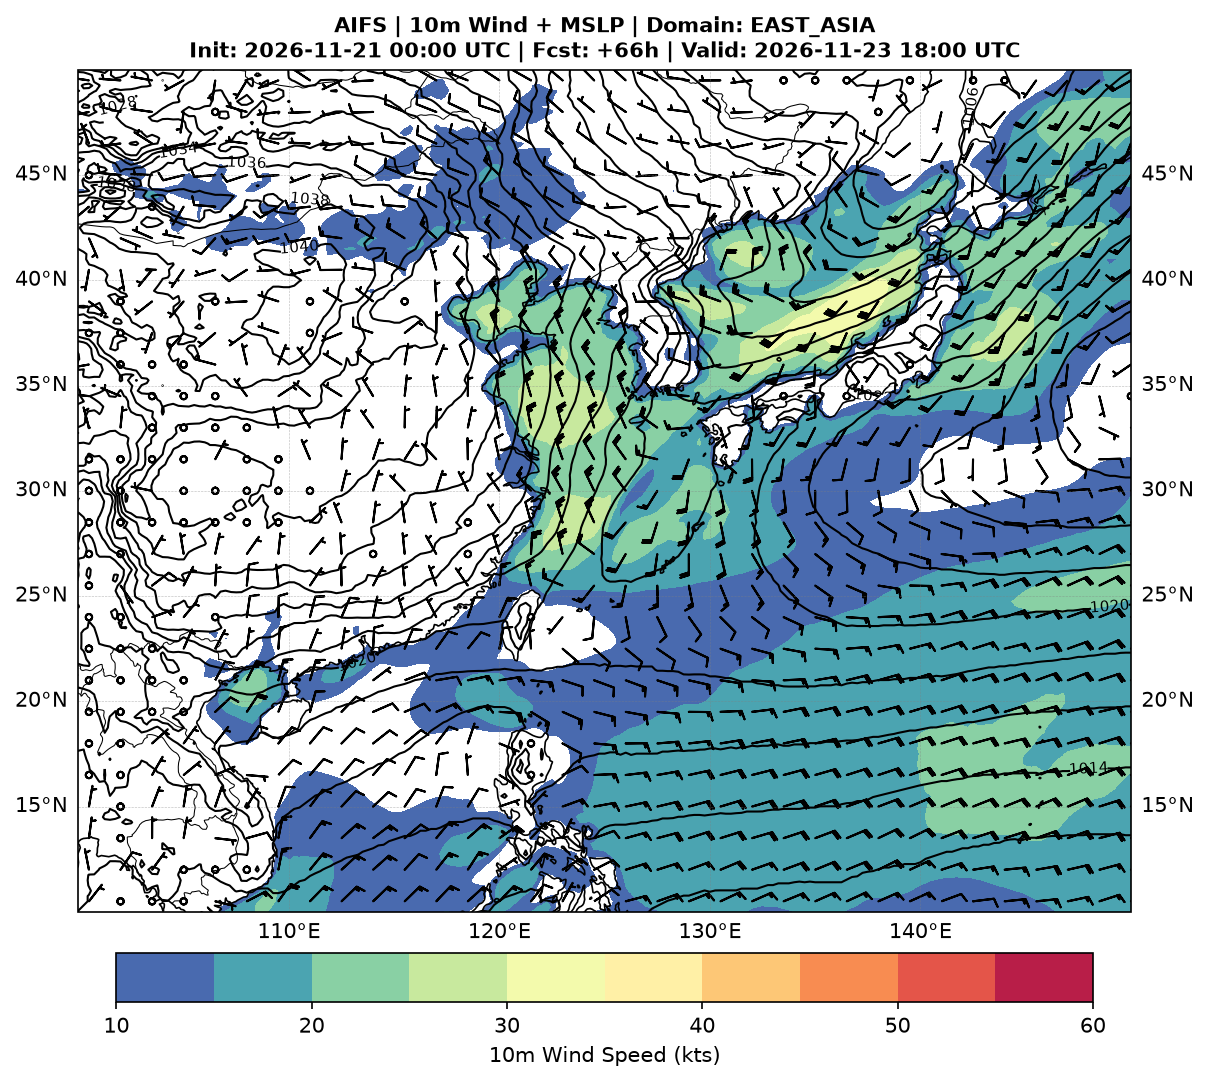 AIFS | 10m Wind + MSLP | Domain: EAST_ASIA
Init: 2026-11-21 00:00 UTC | Fcst: +66h | Valid: 2026-11-23 18:00 UTC
1028
1034
1036
1038
1040
45°N 45°N
40°N 40°N
35°N 35°N
30°N 30°N
25°N 1020 25°N
1020
20°N 20°N
1014
15°N 15°N
110°E 120°E 130°E 140°E
10 20 30 40 50 60
10m Wind Speed (kts)